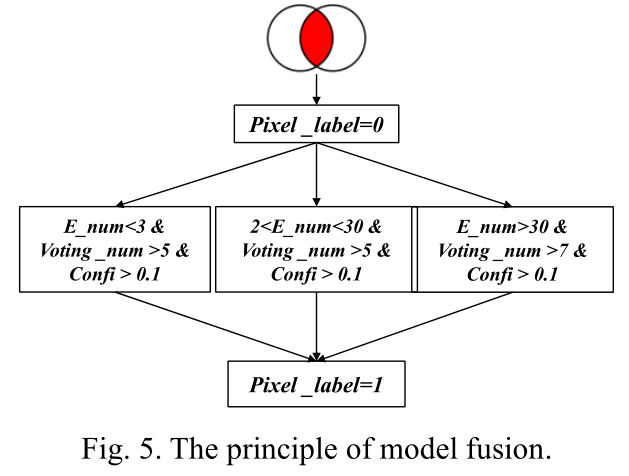 Pixel _label=0
E_num<3 &
Voting _num >5 &
Confi > 0.1
2<E_num<30 &
Voting _num >5 &
Confi > 0.1
E_num>30 &
Voting _num >7 &
Confi > 0.1
Pixel _label=1
Fig. 5. The principle of model fusion.